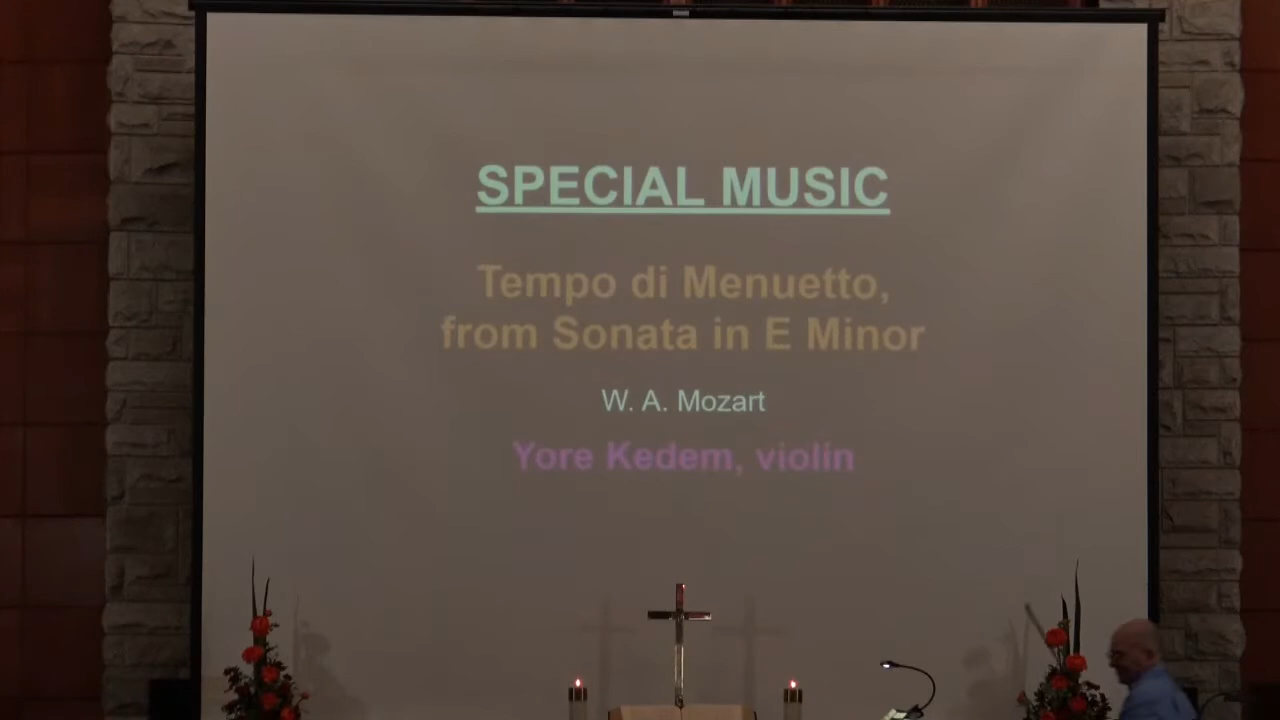 SPECIAL MUSIC
Tempo di Menuetto,
from Sonata in E Minor
W. A. Mozart
Yore Kedem, violin